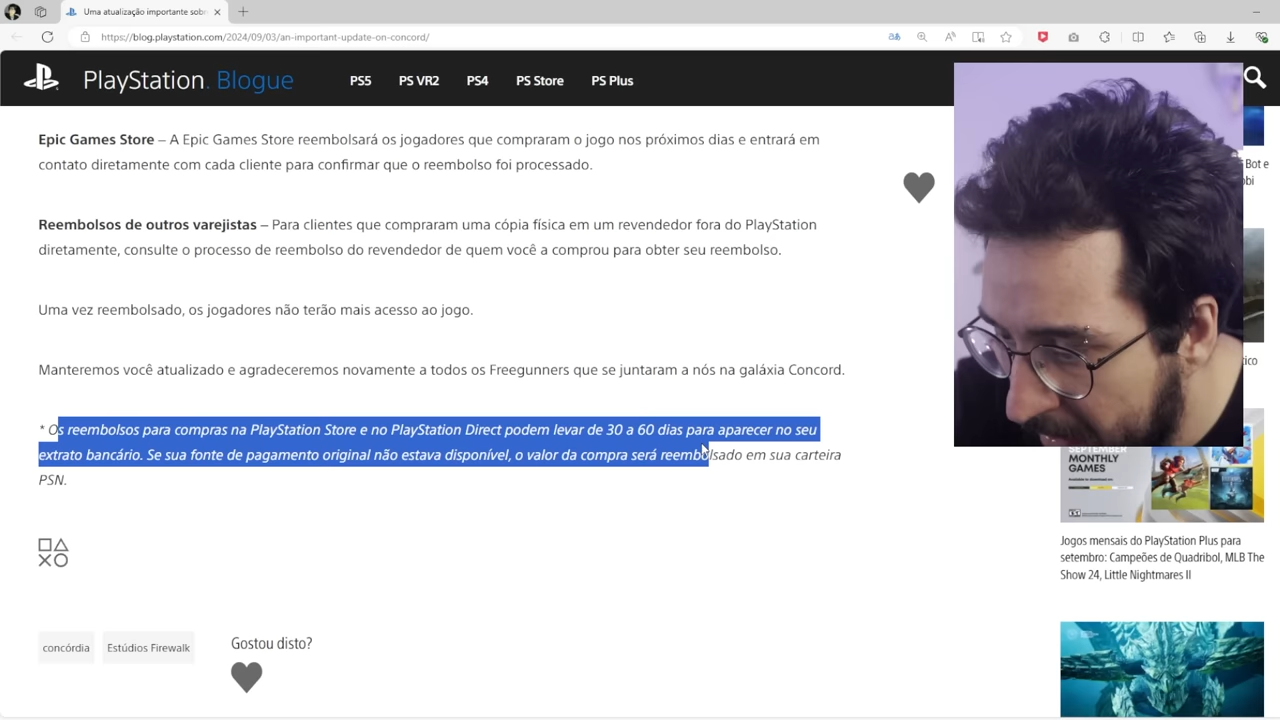 Uma atualização importante sobr
https://blog.playstation.com/2024/09/03/an-important-update-on-concord/
PlayStation. Blogue
PS5
PS VR2
PS4
PS Store
PS Plus
Epic Games Store – A Epic Games Store reembolsará os jogadores que compraram o jogo nos próximos dias e entrará em
contato diretamente com cada cliente para confirmar que o reembolso foi processado.
Reembolsos de outros varejistas – Para clientes que compraram uma cópia física em um revendedor fora do PlayStation
diretamente, consulte o processo de reembolso do revendedor de quem você a comprou para obter seu reembolso.
Uma vez reembolsado, os jogadores não terão mais acesso ao jogo.
Manteremos você atualizado e agradeceremos novamente a todos os Freegunners que se juntaram a nós na galáxia Concord.
* Os reembolsos para compras na PlayStation Store e no PlayStation Direct podem levar de 30 a 60 dias para aparecer no seu
extrato bancário. Se sua fonte de pagamento original não estava disponível, o valor da compra será reembolsado em sua carteira
PSN.
concórdia
Estúdios Firewalk
Gostou disto?
Bot e
obi
tico
SEPTEMBER
MONTHLY
GAMES
Jogos mensais do PlayStation Plus para
setembro: Campeões de Quadribol, MLB The
Show 24, Little Nightmares II